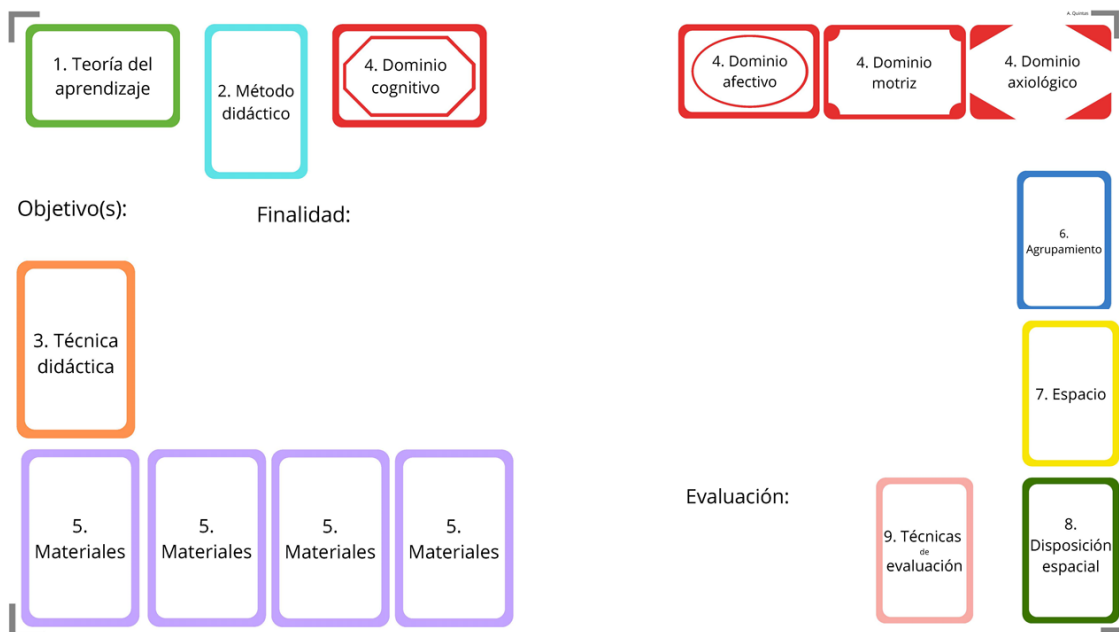 A. Quintas
1. Teoría del
aprendizaje
2. Método
didáctico
4. Dominio
cognitivo
4. Dominio
afectivo
4. Dominio
motriz
4. Dominio
axiológico
Objetivo(s):
Finalidad:
6.
Agrupamiento
3. Técnica
didáctica
7. Espacio
5.
Materiales
5.
Materiales
5.
Materiales
5.
Materiales
Evaluación:
9. Técnicas
de
evaluación
8.
Disposición
espacial